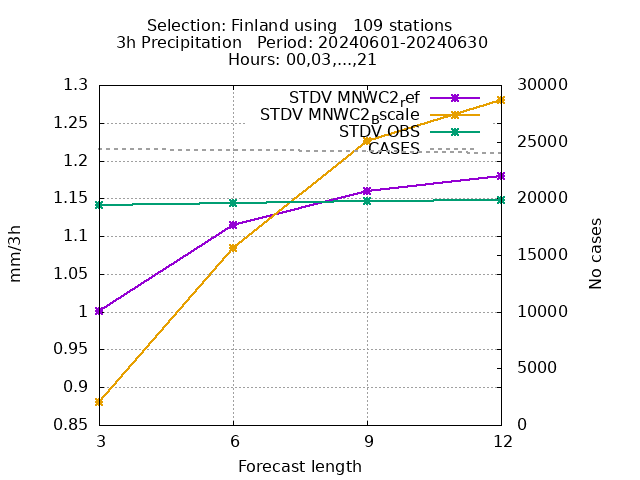 Selection: Finland using   109 stations
3h Precipitation   Period: 20240601-20240630
Hours: 00,03,...,21
STDV MNWC2ref
STDV MNWC2Bscale
STDV OBS
CASES
1.3
1.25
1.2
1.15
1.1
1.05
1
0.95
0.9
0.85
30000
25000
20000
15000
10000
5000
0
mm/3h
No cases
3 6 9 12
Forecast length